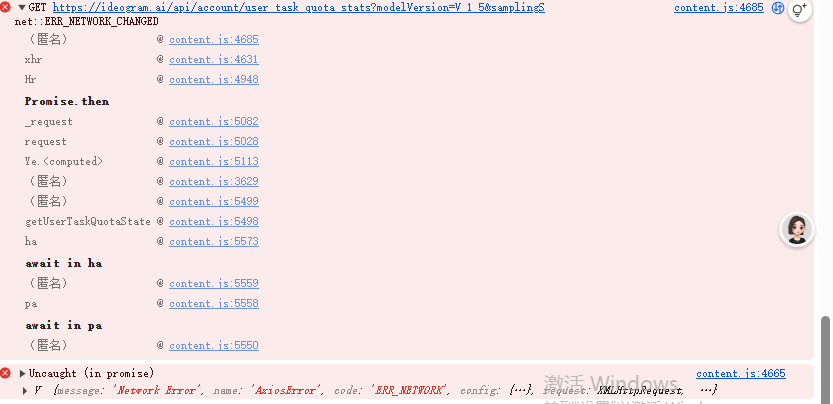 GET https://ideogram.ai/api/account/user_task_quota_stats?modelVersion=V_1_5&samplingS content.js:4685
net::ERR_NETWORK_CHANGED
（匿名） @ content.js:4685
xhr @ content.js:4631
Hr @ content.js:4948
Promise.then
_request @ content.js:5082
request @ content.js:5028
Ye.<computed> @ content.js:5113
（匿名） @ content.js:3629
（匿名） @ content.js:5499
getUserTaskQuotaState @ content.js:5498
ha @ content.js:5573
await in ha
（匿名） @ content.js:5559
pa @ content.js:5558
await in pa
（匿名） @ content.js:5550
Uncaught (in promise) content.js:4665
V {message: 'Network Error', name: 'AxiosError', code: 'ERR_NETWORK', config: {…}, request: XMLHttpRequest, …}
激活 Windows